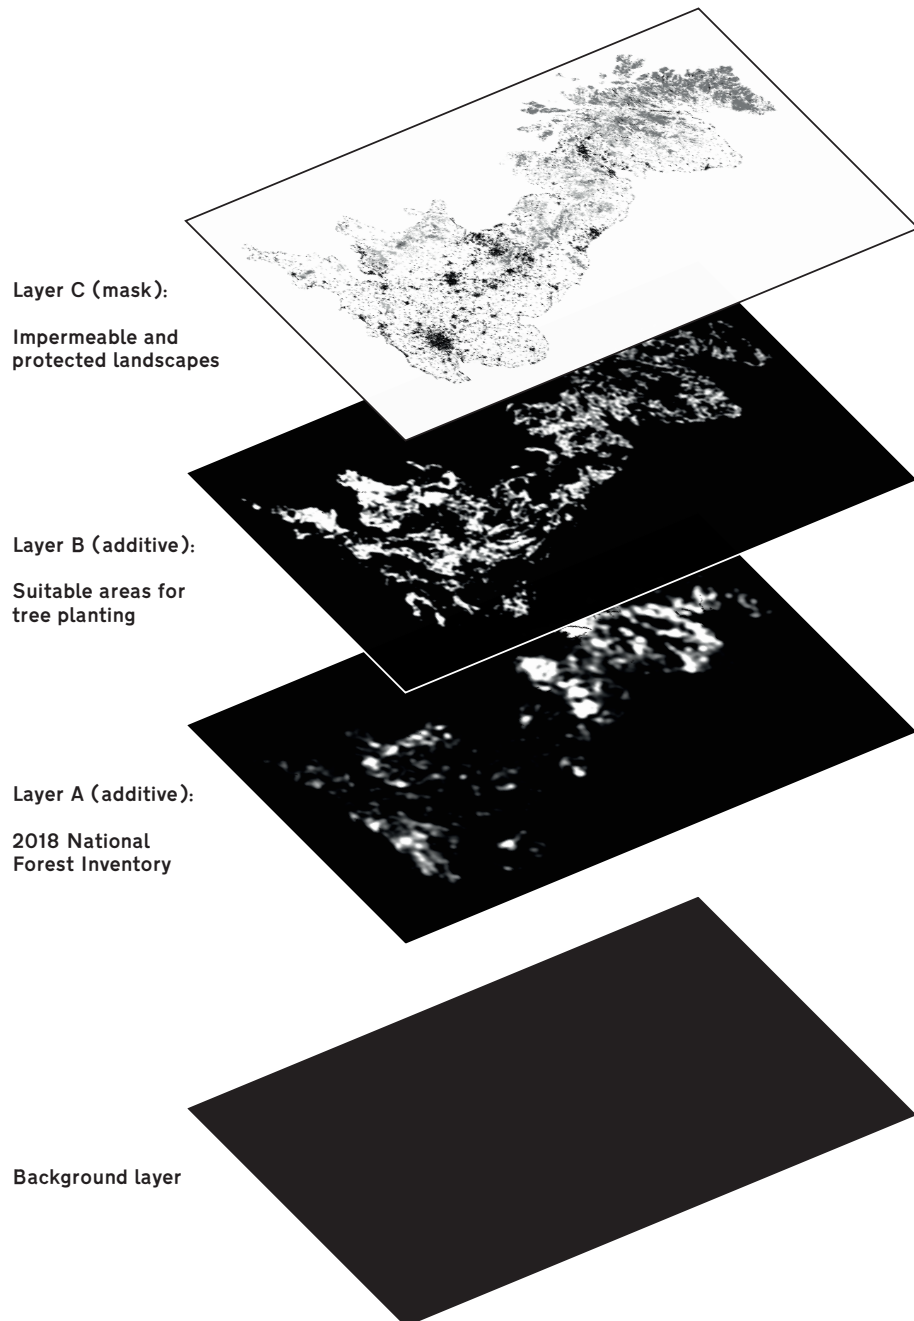 Layer C (mask):
Impermeable and
protected landscapes
Layer B (additive):
Suitable areas for
tree planting
Layer A (additive):
2018 National
Forest Inventory
Background layer